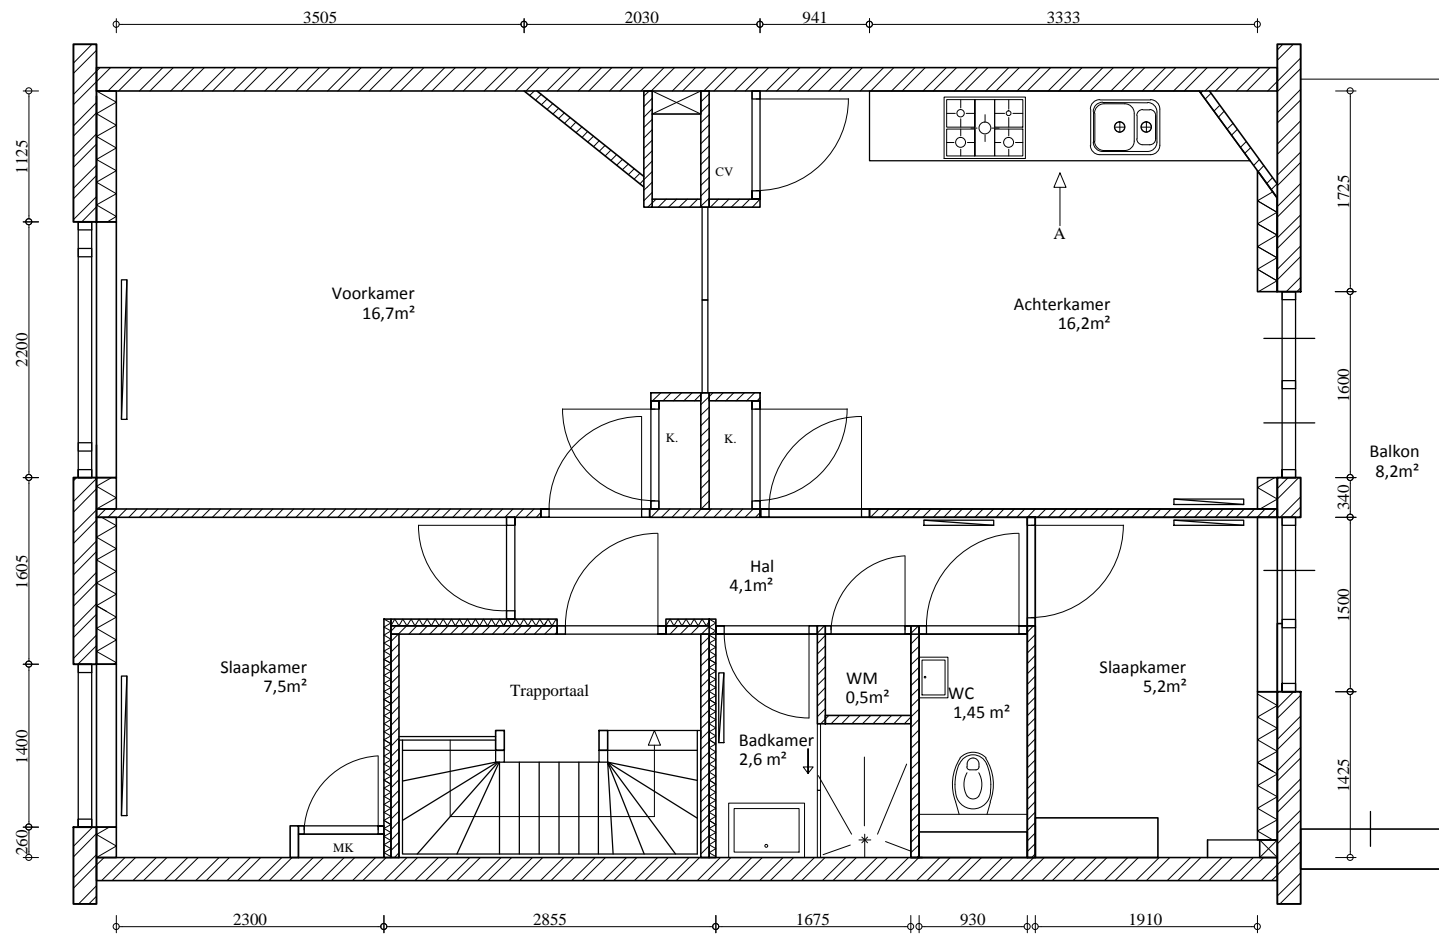 3505
2030
941
3333
1125
2200
1605
1400
260
1725
1600
340
1500
1425
CV
A
Voorkamer
16,7m²
Achterkamer
16,2m²
Balkon
8,2m²
K.
K.
Hal
4,1m²
Slaapkamer
7,5m²
Trapportaal
WM
0,5m²
WC
1,45 m²
Slaapkamer
5,2m²
Badkamer
2,6 m²
MK
2300
2855
1675
930
1910